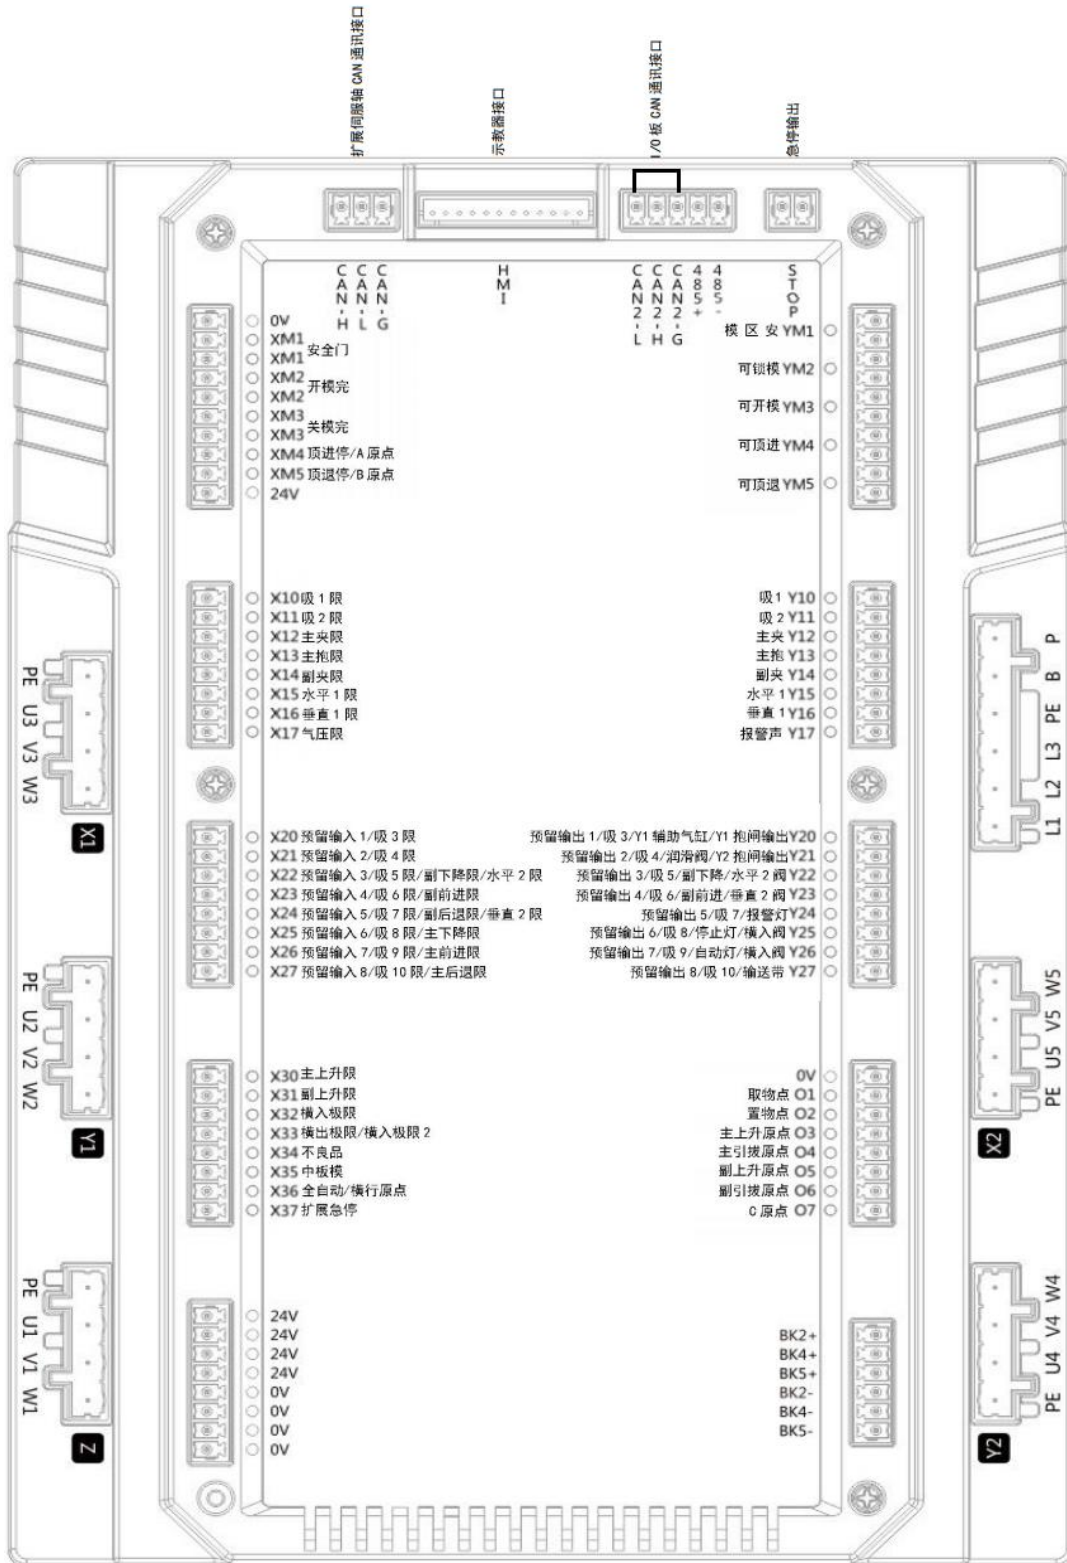 扩展伺服轴 CAN 通讯接口
示教器接口
I/O 板 CAN 通讯接口
急停输出
CAN-H
CAN-L
CAN-G
HMI
CAN2-L
CAN2-H
CAN2-G
485+
485-
STOP
0V
XM1
安全门
XM1
XM2
开模完
XM2
XM3
关模完
XM3
XM4 顶进停/A 原点
XM5 顶退停/B 原点
24V
模 区 安 YM1
可锁模 YM2
可开模 YM3
可顶进 YM4
可顶退 YM5
X10 吸 1 限
X11 吸 2 限
X12 主夹限
X13 主抱限
X14 副夹限
X15 水平 1 限
X16 垂直 1 限
X17 气压限
吸 1 Y10
吸 2 Y11
主夹 Y12
主抱 Y13
副夹 Y14
水平 1 Y15
垂直 1 Y16
报警声 Y17
PE U3 V3 W3
X1
P
B
PE
L3
L2
L1
X20 预留输入 1/吸 3 限
X21 预留输入 2/吸 4 限
X22 预留输入 3/吸 5 限/副下降限/水平 2 限
X23 预留输入 4/吸 6 限/副前进限
X24 预留输入 5/吸 7 限/副后退限/垂直 2 限
X25 预留输入 6/吸 8 限/主下降限
X26 预留输入 7/吸 9 限/主前进限
X27 预留输入 8/吸 10 限/主后退限
预留输出 1/吸 3/Y1 辅助气缸/Y1 抱闸输出 Y20
预留输出 2/吸 4/润滑阀/Y2 抱闸输出 Y21
预留输出 3/吸 5/副下降/水平 2 阀 Y22
预留输出 4/吸 6/副前进/垂直 2 阀 Y23
预留输出 5/吸 7/报警灯 Y24
预留输出 6/吸 8/停止灯/横入阀 Y25
预留输出 7/吸 9/自动灯/横入阀 Y26
预留输出 8/吸 10/输送带 Y27
PE U2 V2 W2
Y1
W5
V5
U5
PE
X2
X30 主上升限
X31 副上升限
X32 横入极限
X33 横出极限/横入极限 2
X34 不良品
X35 中板模
X36 全自动/横行原点
X37 扩展急停
0V
取物点 O1
置物点 O2
主上升原点 O3
主引拔原点 O4
副上升原点 O5
副引拔原点 O6
C 原点 O7
PE U1 V1 W1
Z
W4
V4
U4
PE
Y2
24V
24V
24V
24V
0V
0V
0V
0V
BK2+
BK4+
BK5+
BK2-
BK4-
BK5-